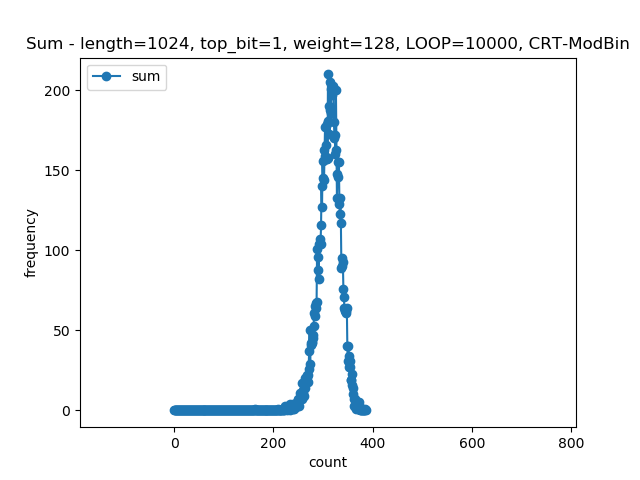 Sum - length=1024, top_bit=1, weight=128, LOOP=10000, CRT-ModBin
sum
200
150
100
50
0
frequency
0 200 400 600 800
count